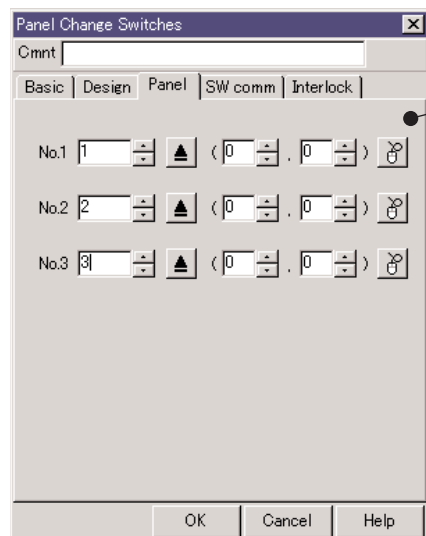 Panel Change Switches
Cmnt
Basic Design Panel SW comm Interlock
No.1 1 ( 0 . 0 )
No.2 2 ( 0 . 0 )
No.3 3 ( 0 . 0 )
OK Cancel Help